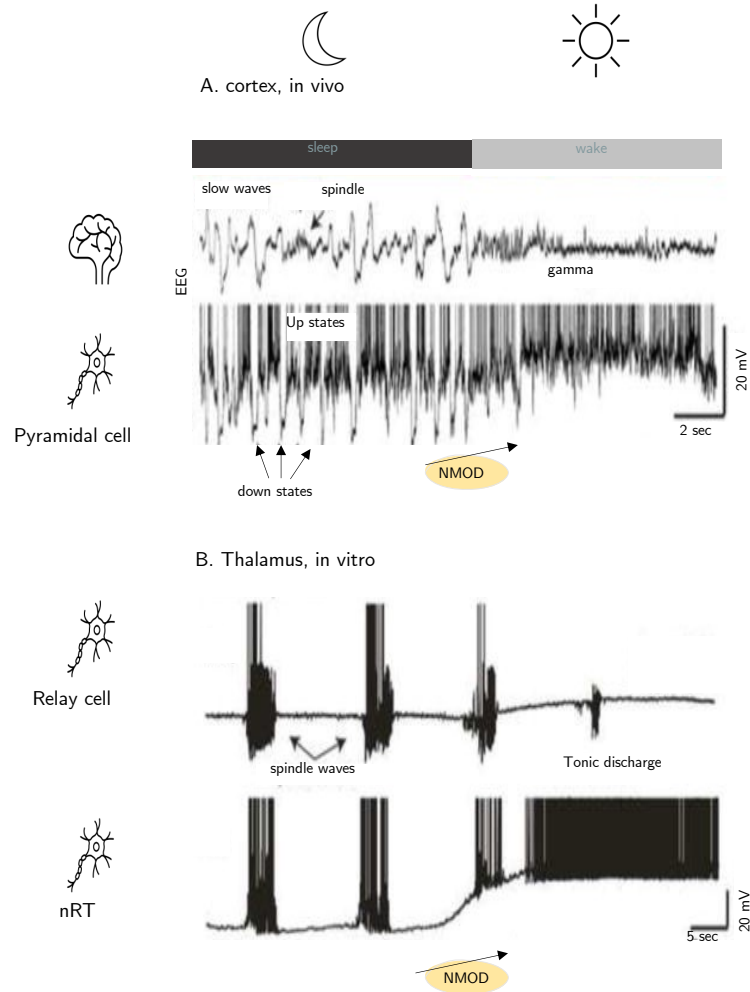 A. cortex, in vivo
sleep
wake
slow waves
spindle
EEG
gamma
Up states
20 mV
2 sec
Pyramidal cell
NMOD
down states
B. Thalamus, in vitro
Relay cell
spindle waves
Tonic discharge
nRT
20 mV
5 sec
NMOD